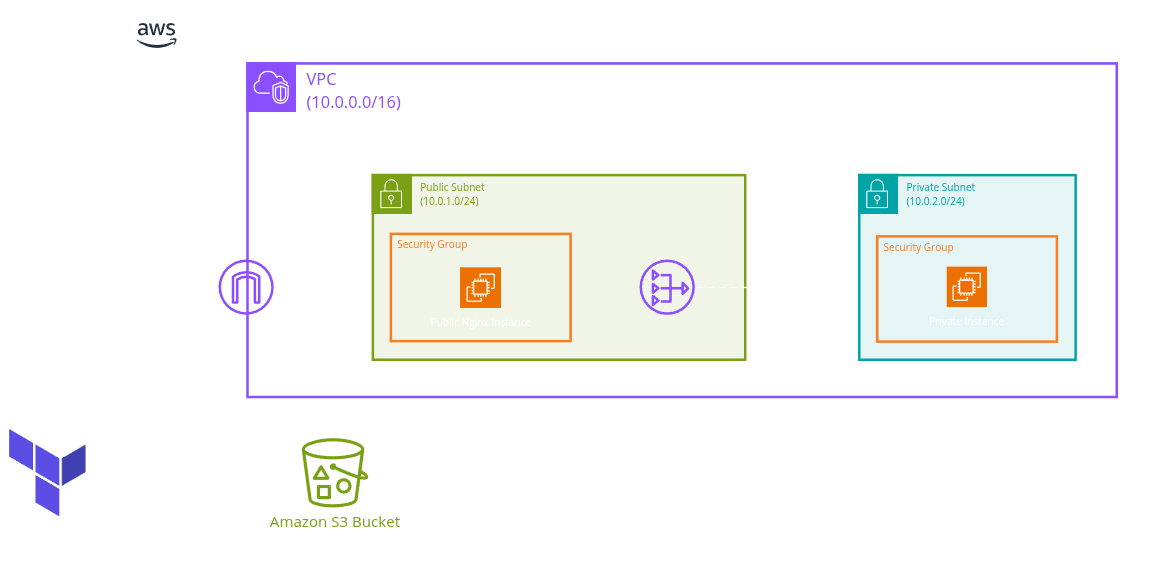 aws
VPC
(10.0.0.0/16)
Public Subnet
(10.0.1.0/24)
Private Subnet
(10.0.2.0/24)
Security Group
Security Group
Public Nginx Instance
Private Instance
Amazon S3 Bucket